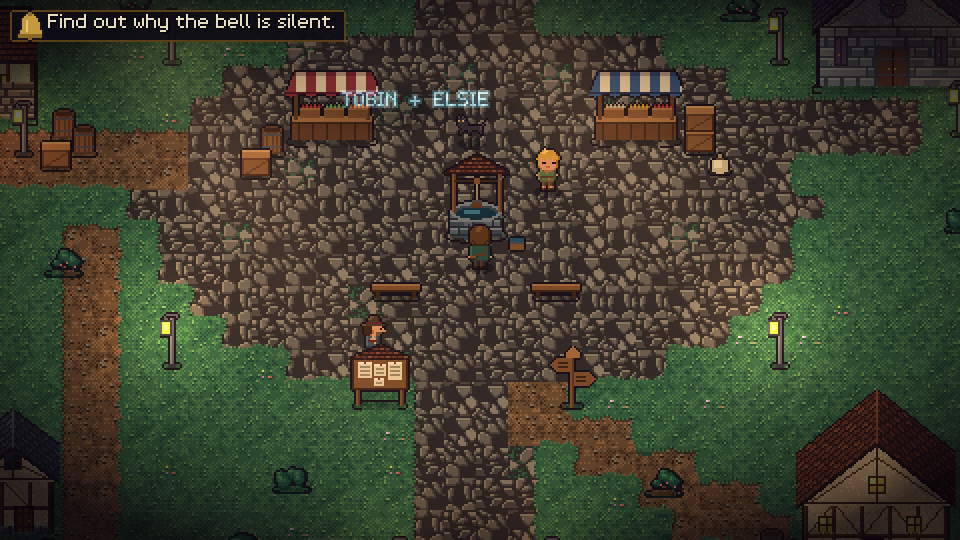 Find out why the bell is silent.
TOBIN + ELSIE